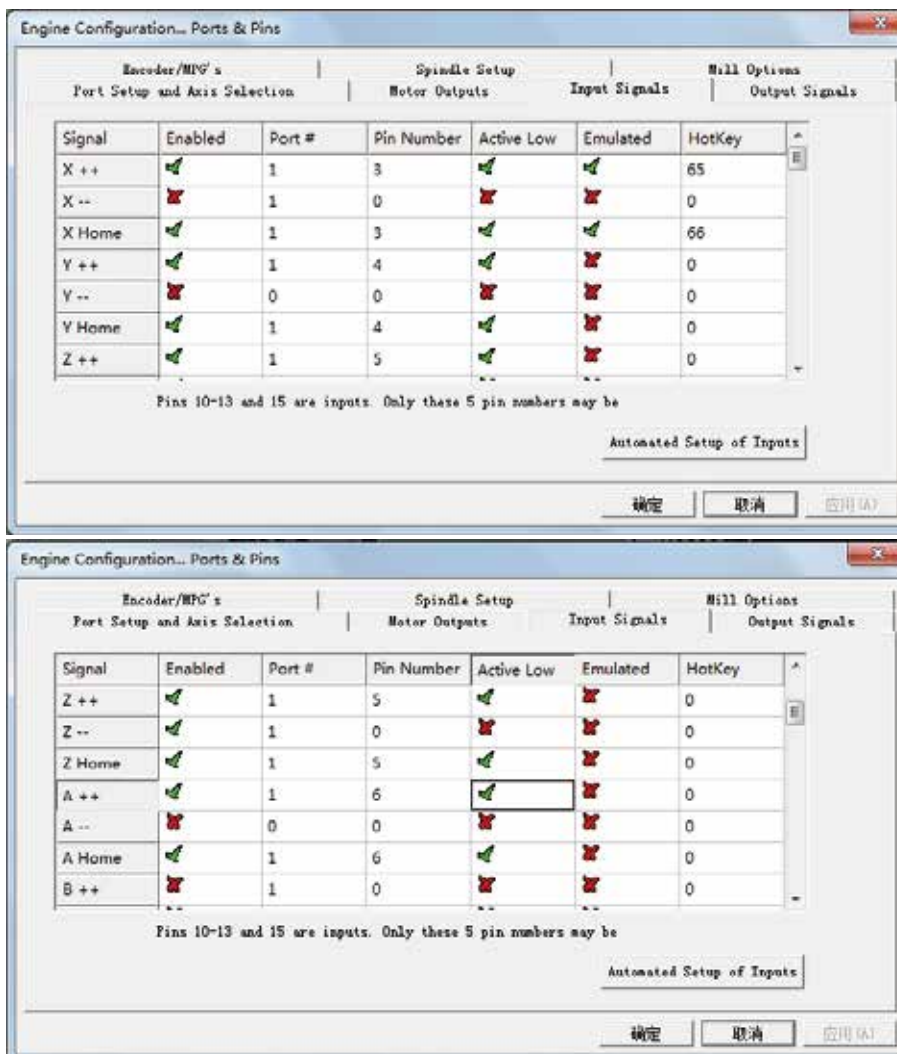 Engine Configuration... Ports & Pins
Encoder/MPG's Spindle Setup Mill Options
Port Setup and Axis Selection Motor Outputs Input Signals Output Signals
Signal Enabled Port # Pin Number Active Low Emulated HotKey
X ++ 1 3 65
X -- 1 0 0
X Home 1 3 66
Y ++ 1 4 0
Y -- 0 0 0
Y Home 1 4 0
Z ++ 1 5 0
Pins 10-13 and 15 are inputs. Only these 5 pin numbers may be
Automated Setup of Inputs
确定 取消 应用(A)
Engine Configuration... Ports & Pins
Encoder/MPG's Spindle Setup Mill Options
Port Setup and Axis Selection Motor Outputs Input Signals Output Signals
Signal Enabled Port # Pin Number Active Low Emulated HotKey
Z ++ 1 5 0
Z -- 1 0 0
Z Home 1 5 0
A ++ 1 6 0
A -- 0 0 0
A Home 1 6 0
B ++ 1 0 0
Pins 10-13 and 15 are inputs. Only these 5 pin numbers may be
Automated Setup of Inputs
确定 取消 应用(A)